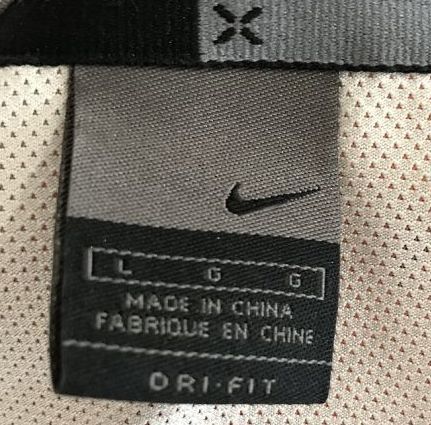 L G G
MADE IN CHINA
FABRIQUE EN CHINE
DRI-FIT